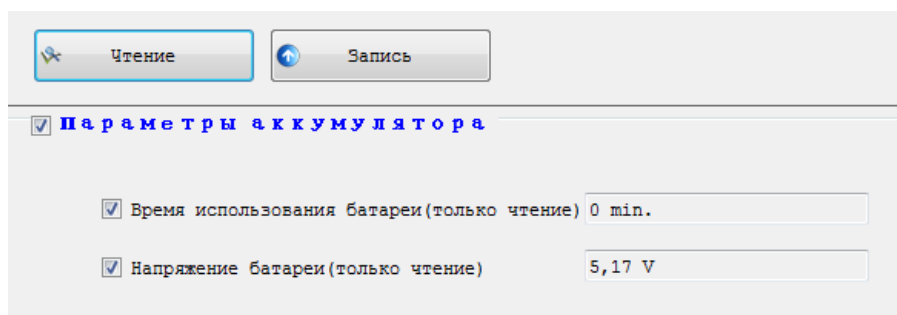 Чтение Запись
Параметры аккумулятора
Время использования батареи(только чтение) 0 min.
Напряжение батареи(только чтение) 5,17 V